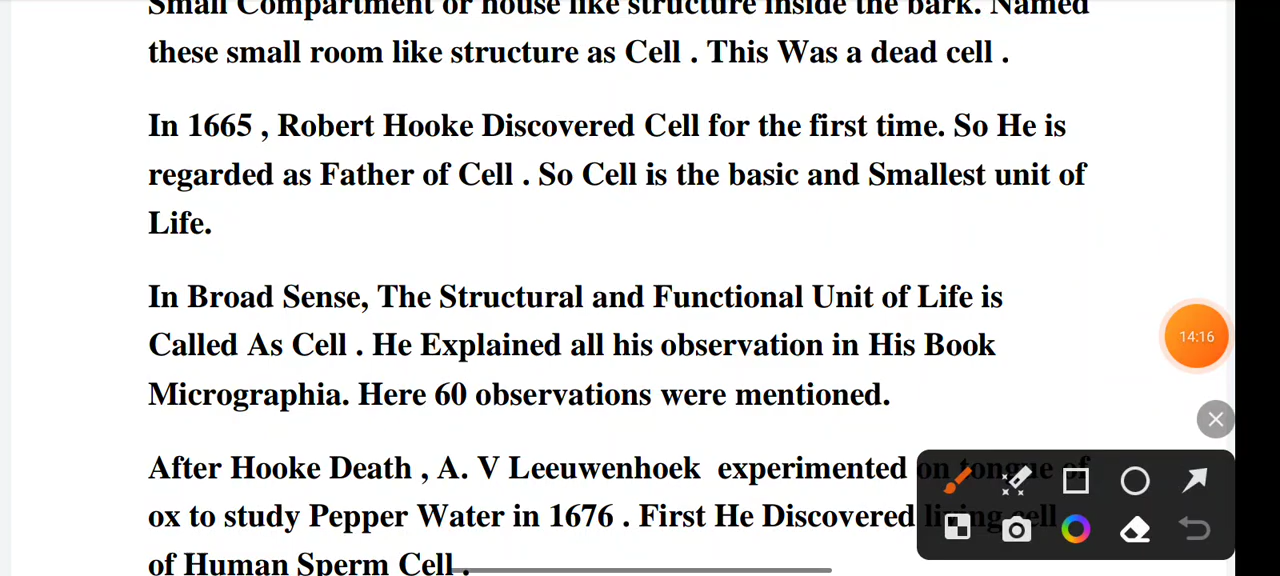 Small Compartment or house like structure inside the bark. Named
these small room like structure as Cell . This Was a dead cell .
In 1665 , Robert Hooke Discovered Cell for the first time. So He is
regarded as Father of Cell . So Cell is the basic and Smallest unit of
Life.
In Broad Sense, The Structural and Functional Unit of Life is
Called As Cell . He Explained all his observation in His Book
Micrographia. Here 60 observations were mentioned.
14:16
After Hooke Death , A. V Leeuwenhoek experimented on tongue of
ox to study Pepper Water in 1676 . First He Discovered living cell
of Human Sperm Cell .